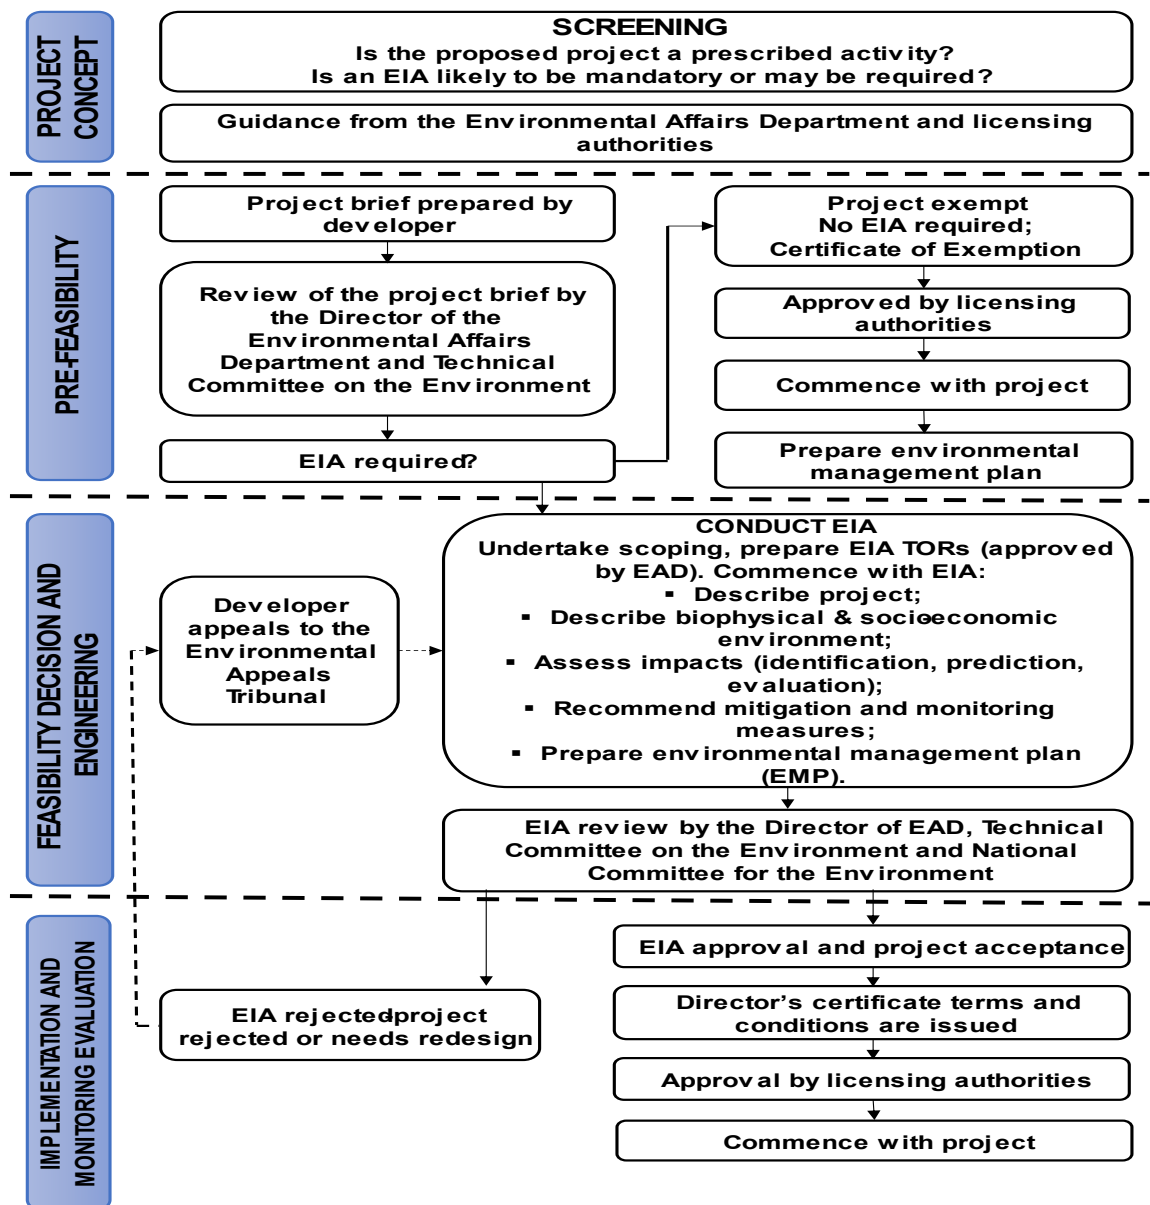 PROJECT
CONCEPT
SCREENING
Is the proposed project a prescribed activity?
Is an EIA likely to be mandatory or may be required?
Guidance from the Environmental Affairs Department and licensing
authorities
PRE-FEASIBILITY
Project brief prepared by
developer
Review of the project brief by
the Director of the
Environmental Affairs
Department and Technical
Committee on the Environment
EIA required?
Project exempt
No EIA required;
Certificate of Exemption
Approved by licensing
authorities
Commence with project
Prepare environmental
management plan
FEASIBILITY DECISION AND
ENGINEERING
Developer
appeals to the
Environmental
Appeals
Tribunal
CONDUCT EIA
Undertake scoping, prepare EIA TORs (approved
by EAD). Commence with EIA:
▪ Describe project;
▪ Describe biophysical & socio-economic
environment;
▪ Assess impacts (identification, prediction,
evaluation);
▪ Recommend mitigation and monitoring
measures;
▪ Prepare environmental management plan
(EMP).
EIA review by the Director of EAD, Technical
Committee on the Environment and National
Committee for the Environment
IMPLEMENTATION AND
MONITORING EVALUATION
EIA rejected-project
rejected or needs redesign
EIA approval and project acceptance
Director's certificate terms and
conditions are issued
Approval by licensing authorities
Commence with project